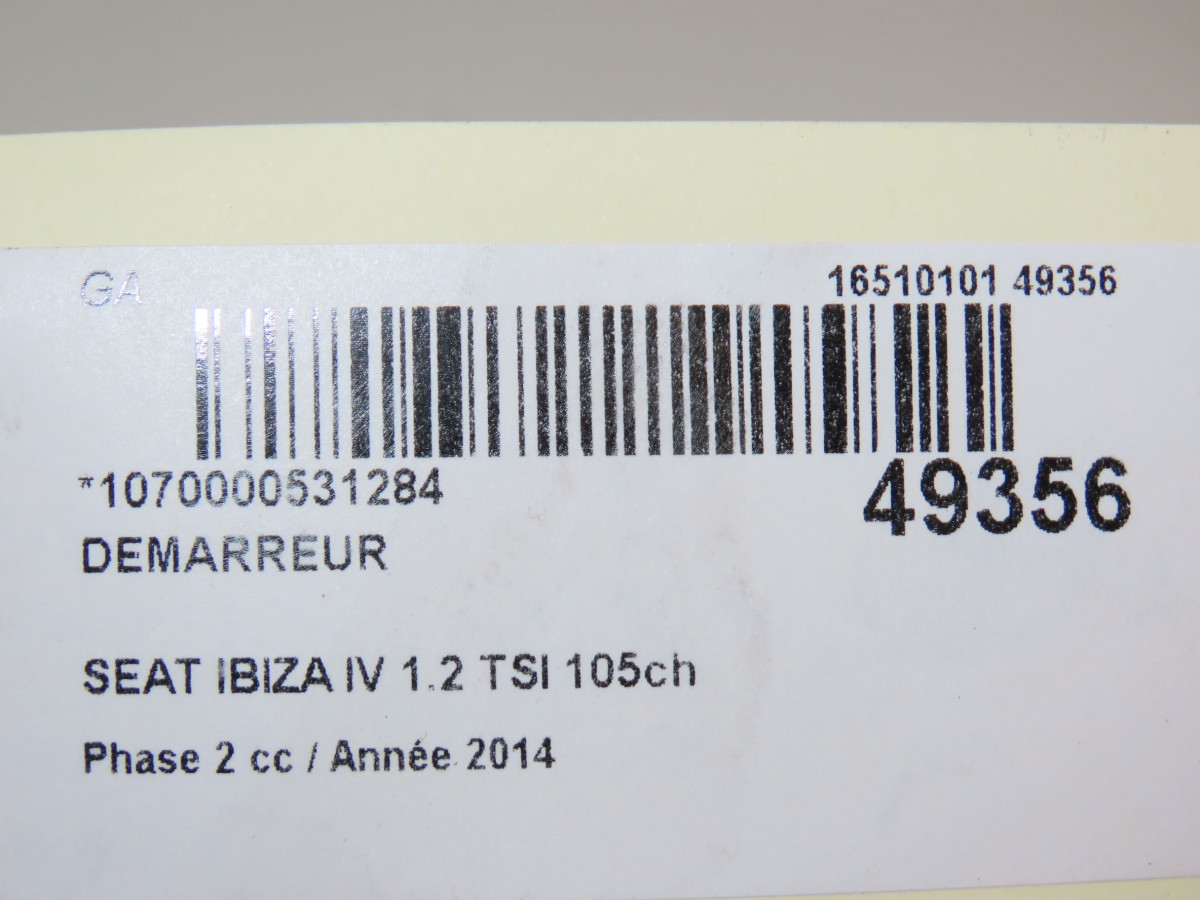 GA
16510101 49356
*1070000531284
49356
DEMARREUR
SEAT IBIZA IV 1.2 TSI 105ch
Phase 2 cc / Année 2014